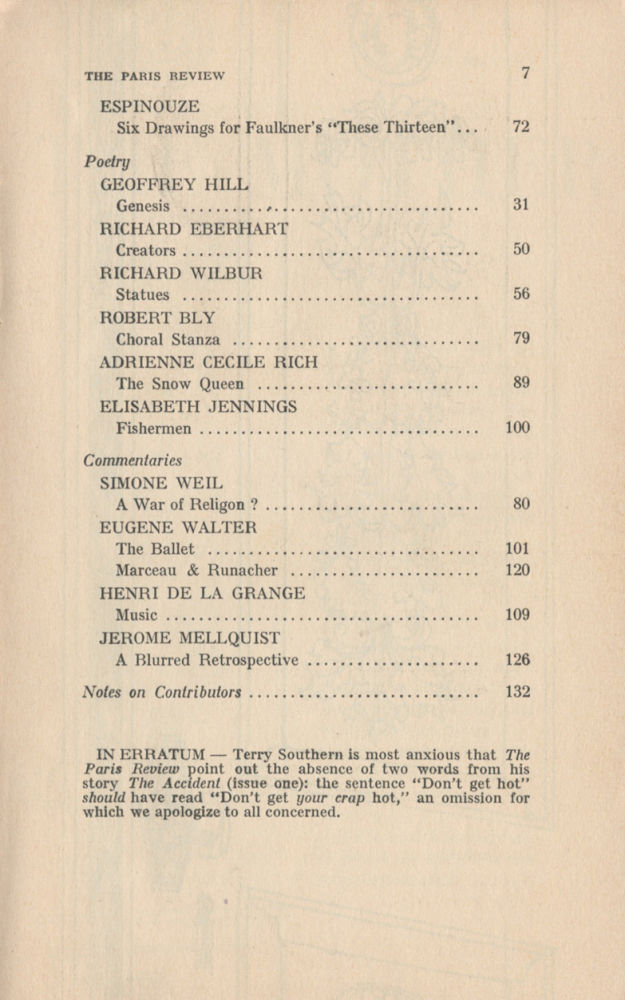 THE PARIS REVIEW 7
ESPINOUZE
Six Drawings for Faulkner's “These Thirteen”... 72
Poetry
GEOFFREY HILL
Genesis .................................... 31
RICHARD EBERHART
Creators .................................... 50
RICHARD WILBUR
Statues .................................... 56
ROBERT BLY
Choral Stanza .............................. 79
ADRIENNE CECILE RICH
The Snow Queen ........................... 89
ELISABETH JENNINGS
Fishermen .................................. 100
Commentaries
SIMONE WEIL
A War of Religon ? .......................... 80
EUGENE WALTER
The Ballet ................................. 101
Marceau & Runacher ....................... 120
HENRI DE LA GRANGE
Music ...................................... 109
JEROME MELLQUIST
A Blurred Retrospective ..................... 126
Notes on Contributors ............................ 132
IN ERRATUM — Terry Southern is most anxious that The
Paris Review point out the absence of two words from his
story The Accident (issue one): the sentence “Don't get hot”
should have read “Don't get your crap hot,” an omission for
which we apologize to all concerned.